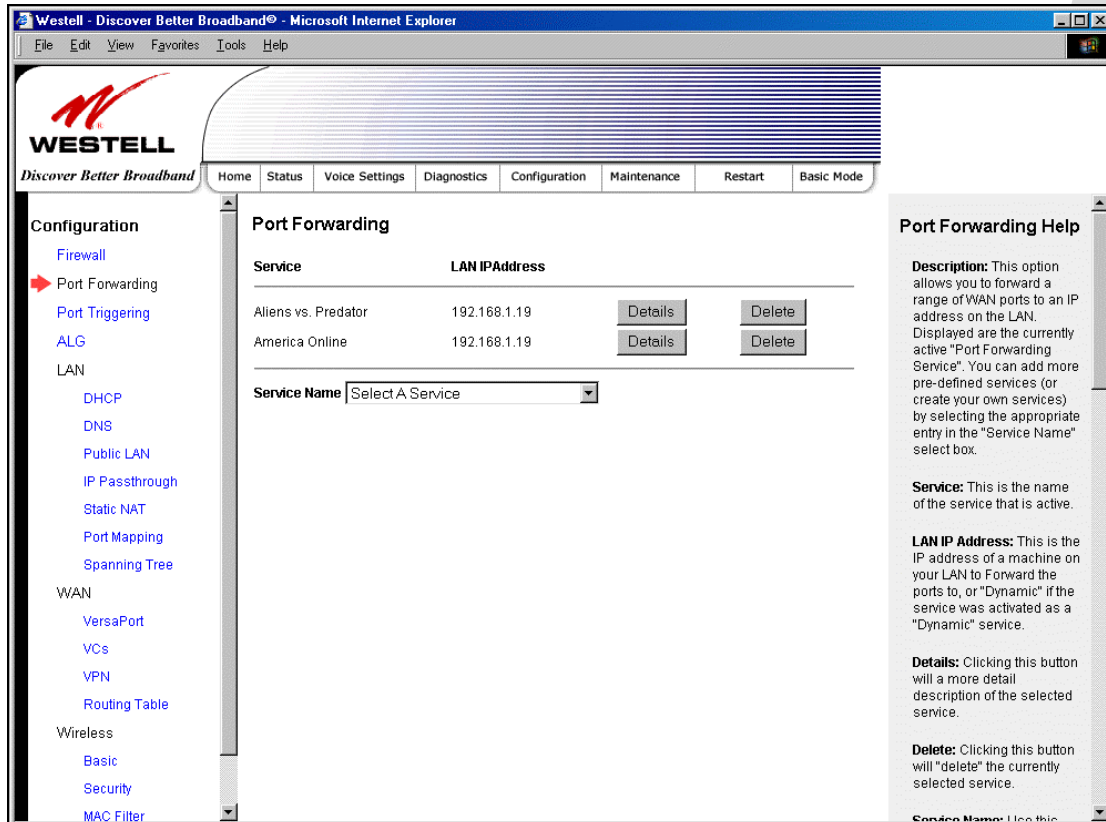 Westell - Discover Better Broadband® - Microsoft Internet Explorer
File Edit View Favorites Tools Help
WESTELL
Discover Better Broadband
Home Status Voice Settings Diagnostics Configuration Maintenance Restart Basic Mode
Configuration
Firewall
Port Forwarding
Port Triggering
ALG
LAN
DHCP
DNS
Public LAN
IP Passthrough
Static NAT
Port Mapping
Spanning Tree
WAN
VersaPort
VCs
VPN
Routing Table
Wireless
Basic
Security
MAC Filter
Port Forwarding
Service LAN IPAddress
Aliens vs. Predator 192.168.1.19 Details Delete
America Online 192.168.1.19 Details Delete
Service Name Select A Service
Port Forwarding Help
Description: This option
allows you to forward a
range of WAN ports to an IP
address on the LAN.
Displayed are the currently
active "Port Forwarding
Service". You can add more
pre-defined services (or
create your own services)
by selecting the appropriate
entry in the "Service Name"
select box.
Service: This is the name
of the service that is active.
LAN IP Address: This is the
IP address of a machine on
your LAN to Forward the
ports to, or "Dynamic" if the
service was activated as a
"Dynamic" service.
Details: Clicking this button
will a more detail
description of the selected
service.
Delete: Clicking this button
will "delete" the currently
selected service.
Service Name: Use this